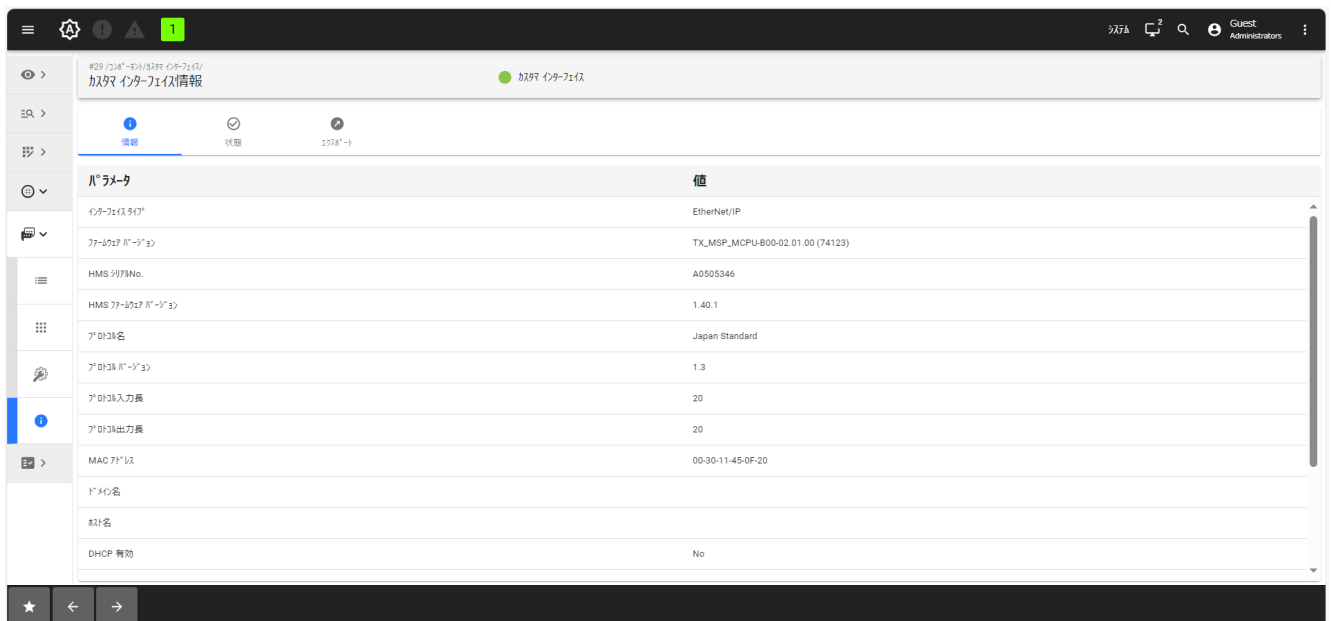 1
ｼｽﾃﾑ
2
Guest
Administrators
#29 /ｺﾝﾎﾟｰﾈﾝﾄ/ｶｽﾀﾏ ｲﾝﾀｰﾌｪｲｽ/
ｶｽﾀﾏ ｲﾝﾀｰﾌｪｲｽ情報
ｶｽﾀﾏ ｲﾝﾀｰﾌｪｲｽ
情報
状態
ｴｸｽﾎﾟｰﾄ
ﾊﾟﾗﾒｰﾀ 値
ｲﾝﾀｰﾌｪｲｽ ﾀｲﾌﾟ EtherNet/IP
ﾌｧｰﾑｳｪｱ ﾊﾞｰｼﾞｮﾝ TX_MSP_MCPU-B00-02.01.00 (74123)
HMS ｼﾘｱﾙNo. A0505346
HMS ﾌｧｰﾑｳｪｱ ﾊﾞｰｼﾞｮﾝ 1.40.1
ﾌﾟﾛﾄｺﾙ名 Japan Standard
ﾌﾟﾛﾄｺﾙ ﾊﾞｰｼﾞｮﾝ 1.3
ﾌﾟﾛﾄｺﾙ入力長 20
ﾌﾟﾛﾄｺﾙ出力長 20
MAC ｱﾄﾞﾚｽ 00-30-11-45-0F-20
ﾄﾞﾒｲﾝ名
ﾎｽﾄ名
DHCP 有効 No